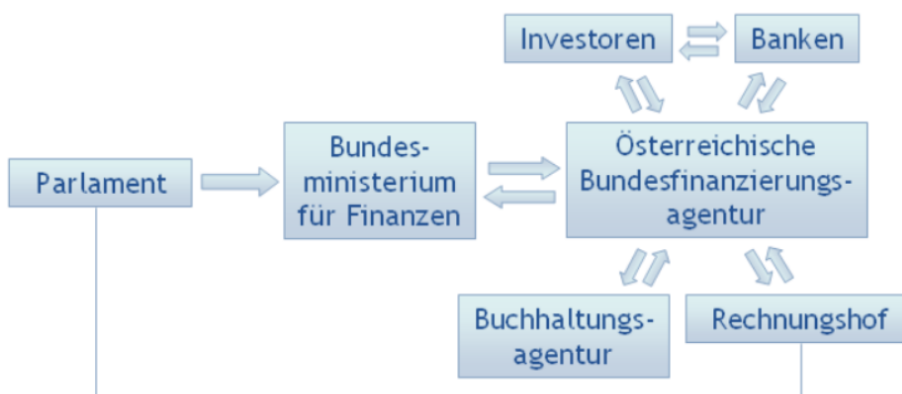 Investoren
Banken
Parlament
Bundes-
ministerium
für Finanzen
Österreichische
Bundesfinanzierungs-
agentur
Buchhaltungs-
agentur
Rechnungshof